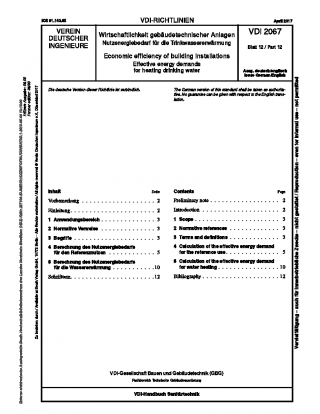 ICS 91.140.65
VDI-RICHTLINIEN
April 2017
VEREIN
DEUTSCHER
INGENIEURE
Wirtschaftlichkeit gebäudetechnischer Anlagen
Nutzenergiebedarf für die Trinkwassererwärmung
Economic efficiency of building installations
Effective energy demands
for heating drinking water
VDI 2067
Blatt 12 / Part 12
Ausg. deutsch/englisch
Issue German/English
Die deutsche Version dieser Richtlinie ist verbindlich.
The German version of this standard shall be taken as authorita-
tive. No guarantee can be given with respect to the English trans-
lation.
Inhalt Seite
Vorbemerkung 2
Einleitung 2
1 Anwendungsbereich 3
2 Normative Verweise 3
3 Begriffe 3
4 Berechnung des Nutzenergiebedarfs
für den Referenznutzen 5
5 Berechnung des Nutzenergiebedarfs
für die Wassererwärmung 10
Schrifttum 12
Contents Page
Preliminary note 2
Introduction 2
1 Scope 3
2 Normative references 3
3 Terms and definitions 3
4 Calculation of the effective energy demand
for the reference use 5
5 Calculation of the effective energy demand
for water heating 10
Bibliography 12
VDI-Gesellschaft Bauen und Gebäudetechnik (GBG)
Fachbereich Technische Gebäudeausrüstung
VDI-Handbuch Sanitärtechnik
Vervielfältigung – auch für innerbetriebliche Zwecke – nicht gestattet / Reproduction – even for internal use – not permitted